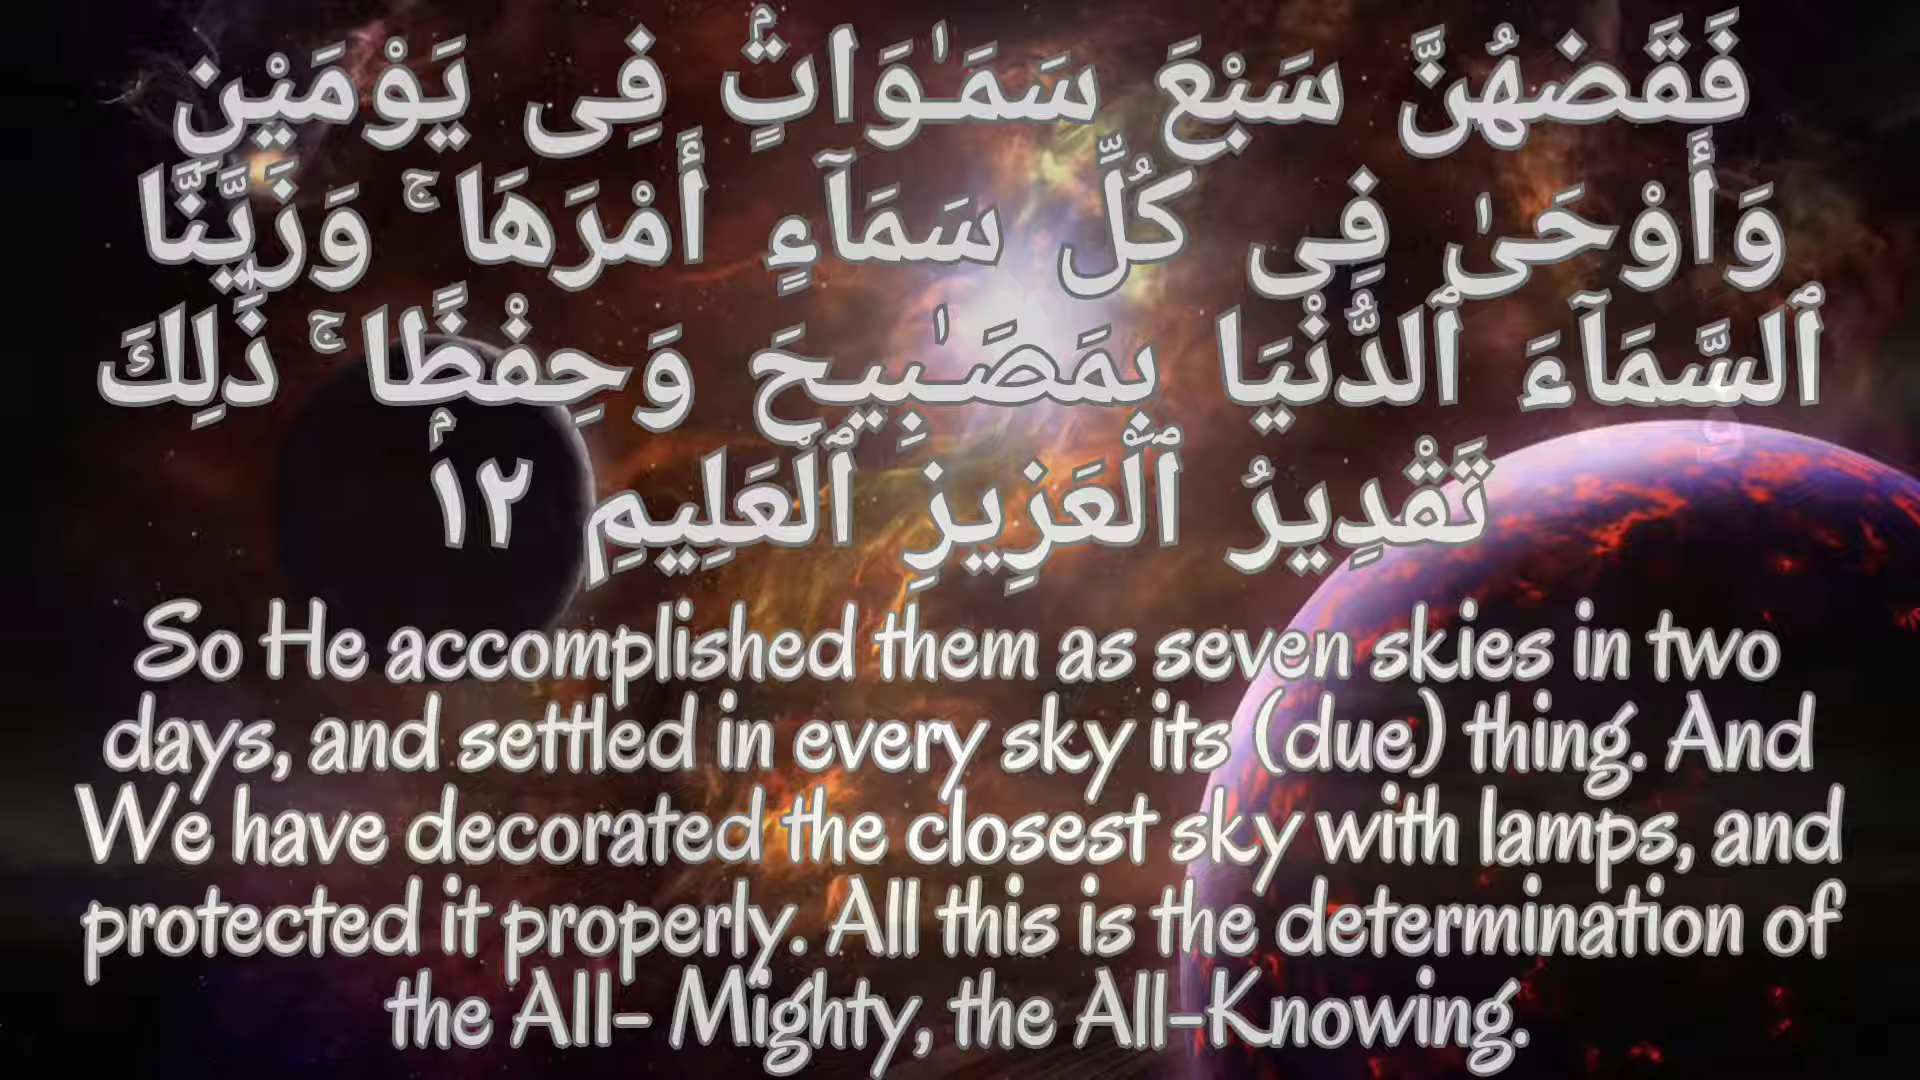 فَقَضهُنَّ سَبْعَ سَمَـٰوَاتٍۢ فِى يَوْمَيْنِ
وَأَوْحَىٰ فِى كُلِّ سَمَآءٍ أَمْرَهَا ۚ وَزَيَّنَّا
ٱلسَّمَآءَ ٱلدُّنْيَا بِمَصَـٰبِيحَ وَحِفْظًا ۚ ذَٰلِكَ
تَقْدِيرُ ٱلْعَزِيزِ ٱلْعَلِيمِ ١٢
So He accomplished them as seven skies in two
days, and settled in every sky its (due) thing. And
We have decorated the closest sky with lamps, and
protected it properly. All this is the determination of
the All- Mighty, the All-Knowing.